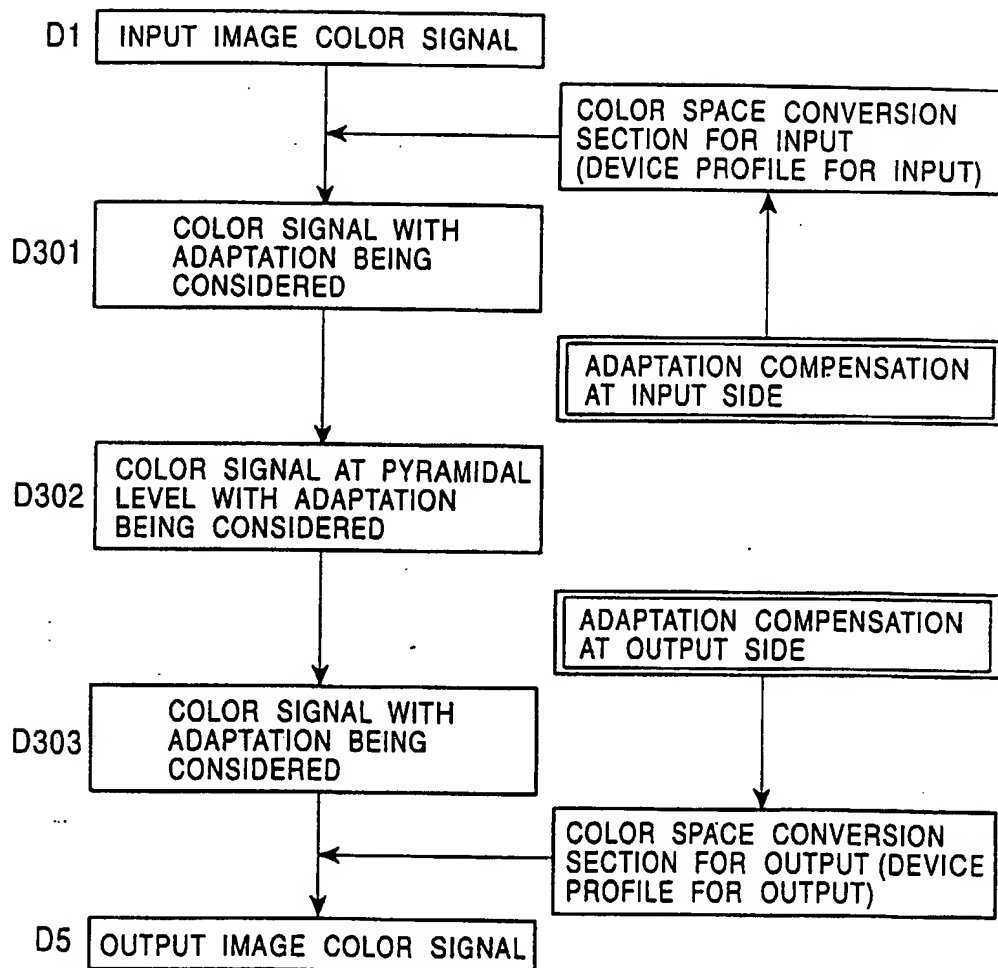 D1
INPUT IMAGE COLOR SIGNAL
COLOR SPACE CONVERSION
SECTION FOR INPUT
(DEVICE PROFILE FOR INPUT)
D301
COLOR SIGNAL WITH
ADAPTATION BEING
CONSIDERED
ADAPTATION COMPENSATION
AT INPUT SIDE
D302
COLOR SIGNAL AT PYRAMIDAL
LEVEL WITH ADAPTATION
BEING CONSIDERED
ADAPTATION COMPENSATION
AT OUTPUT SIDE
D303
COLOR SIGNAL WITH
ADAPTATION BEING
CONSIDERED
COLOR SPACE CONVERSION
SECTION FOR OUTPUT (DEVICE
PROFILE FOR OUTPUT)
D5
OUTPUT IMAGE COLOR SIGNAL